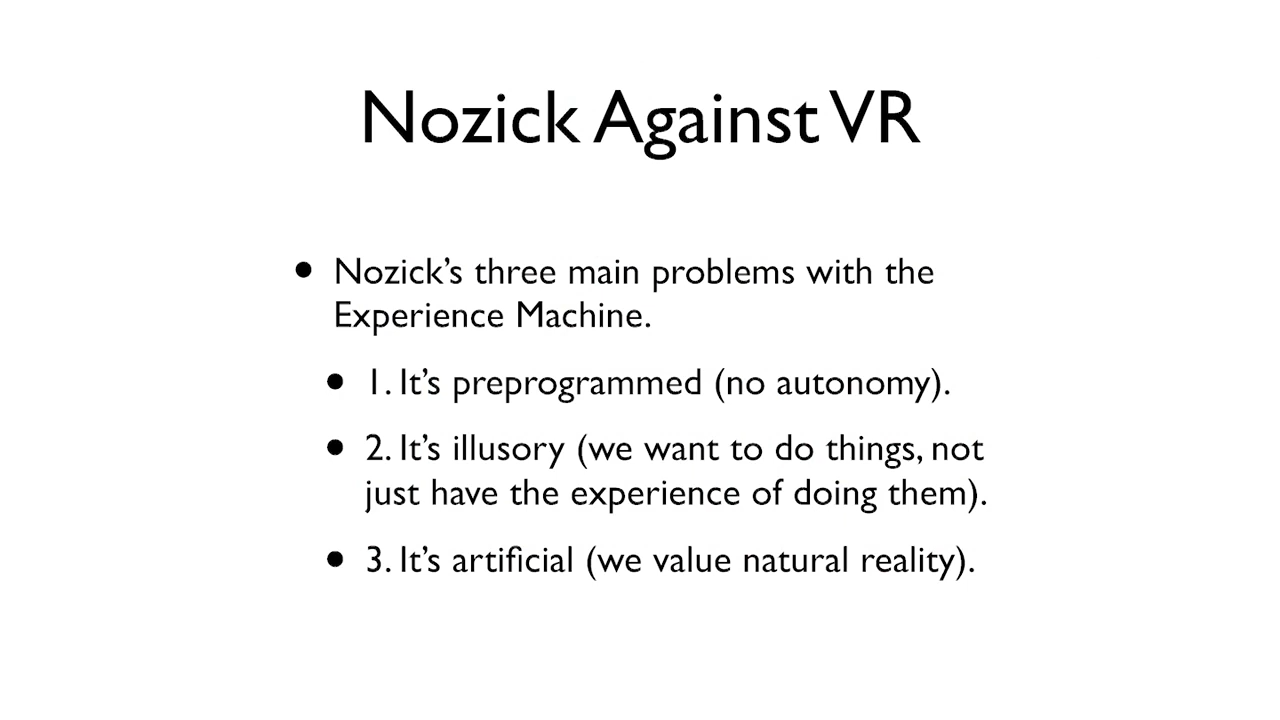 Nozick Against VR
• Nozick’s three main problems with the
Experience Machine.
• 1. It’s preprogrammed (no autonomy).
• 2. It’s illusory (we want to do things, not
just have the experience of doing them).
• 3. It’s artificial (we value natural reality).